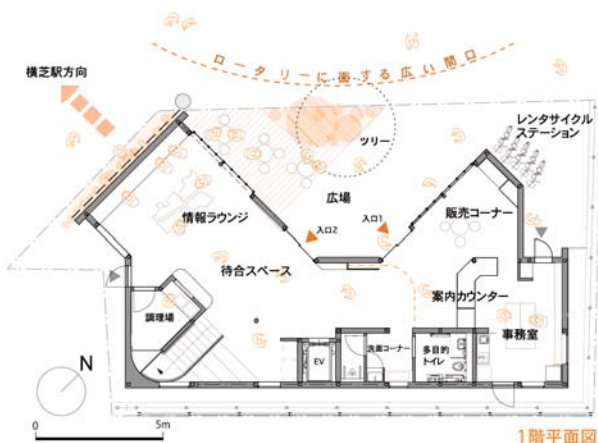 ロータリーに面する広い間口
横芝駅方向
レンタサイクル
ステーション
ツリー
広場
販売コーナー
情報ラウンジ
入口1
入口2
待合スペース
案内カウンター
調理場
事務室
洗面コーナー
多目的
トイレ
EV
N
0 5m
1階平面図